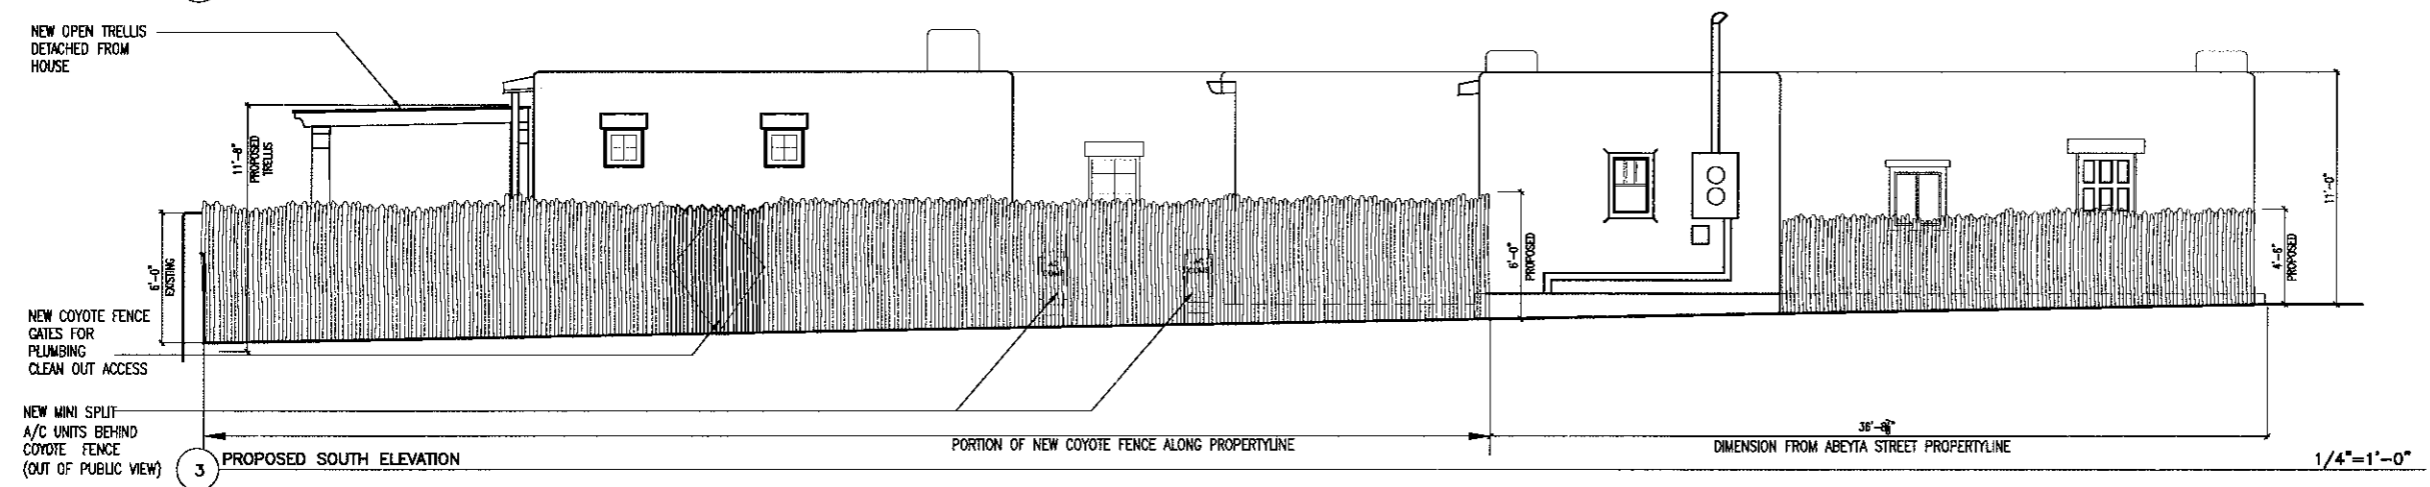 NEW OPEN TRELLIS
DETACHED FROM
HOUSE
11'-8"
PROPOSED
TRELLIS
6'-0"
EXISTING
NEW COYOTE FENCE
GATES FOR
PLUMBING
CLEAN OUT ACCESS
NEW MINI SPLIT
A/C UNITS BEHIND
COYOTE FENCE
(OUT OF PUBLIC VIEW)
6'-0"
PROPOSED
4'-6"
PROPOSED
11'-0"
PORTION OF NEW COYOTE FENCE ALONG PROPERTYLINE
DIMENSION FROM ABEYTA STREET PROPERTYLINE
3 PROPOSED SOUTH ELEVATION
1/4"=1'-0"